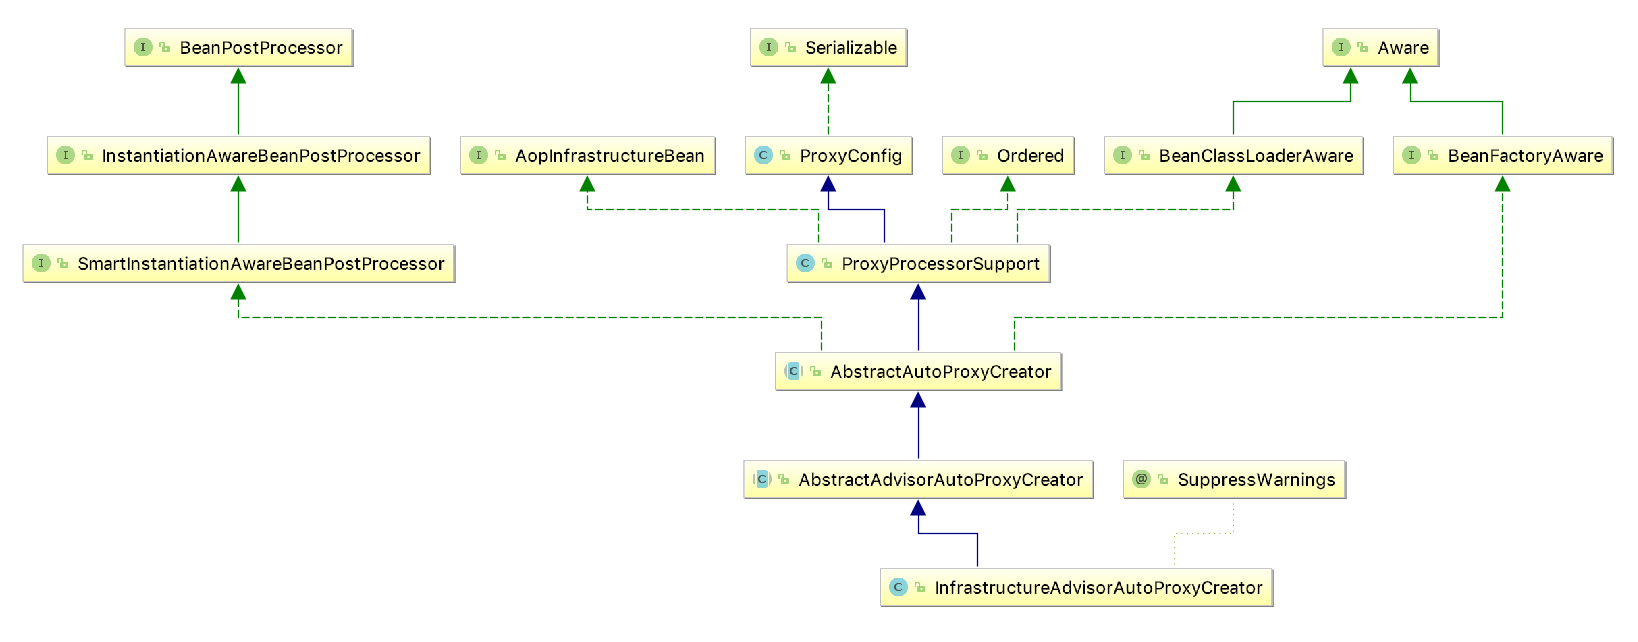 BeanPostProcessor
Serializable
Aware
InstantiationAwareBeanPostProcessor
AopInfrastructureBean
ProxyConfig
Ordered
BeanClassLoaderAware
BeanFactoryAware
SmartInstantiationAwareBeanPostProcessor
ProxyProcessorSupport
AbstractAutoProxyCreator
AbstractAdvisorAutoProxyCreator
SuppressWarnings
InfrastructureAdvisorAutoProxyCreator